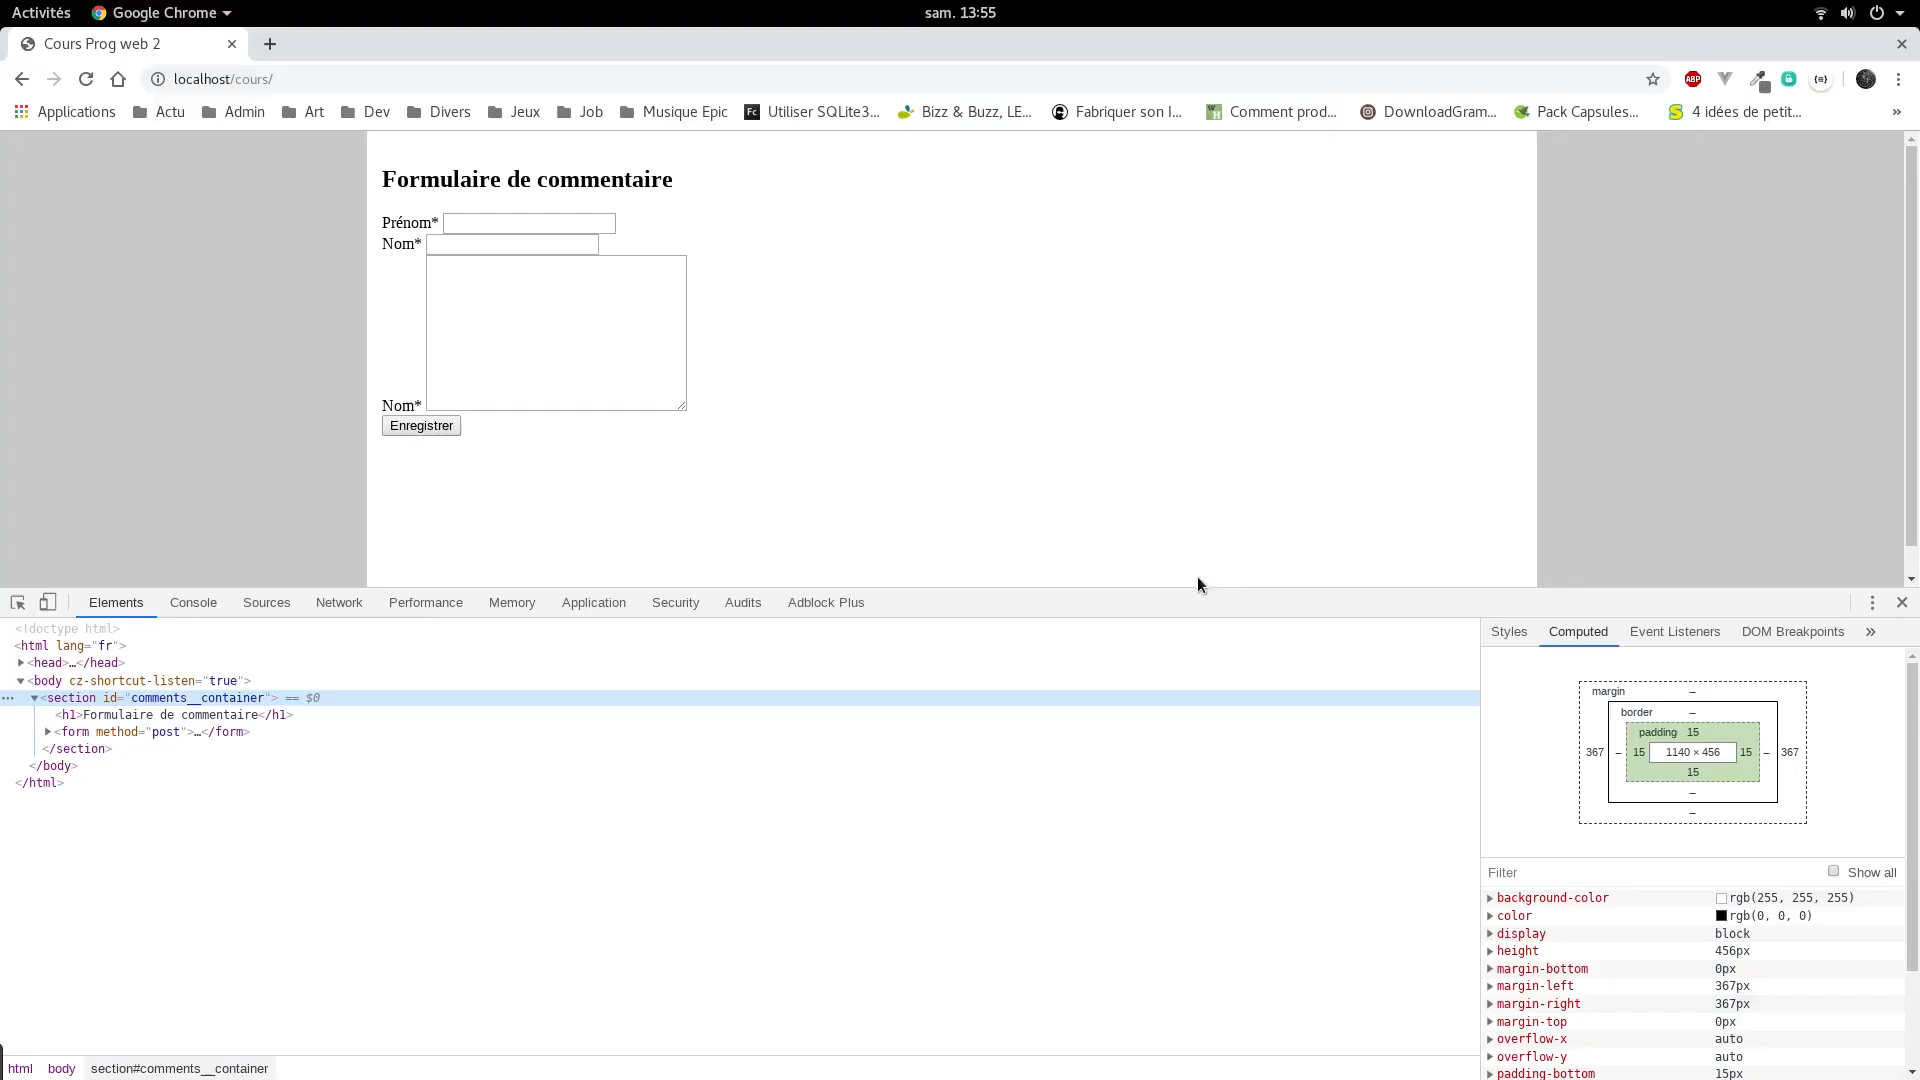 Activités Google Chrome sam. 13:55
Cours Prog web 2
localhost/cours/ ABP
Applications Actu Admin Art Dev Divers Jeux Job Musique Epic Fc Utiliser SQLite3... Bizz & Buzz, LE... Fabriquer son I... Comment prod... DownloadGram... Pack Capsules... 4 idées de petit... »
Formulaire de commentaire
Prénom*
Nom*
Nom*
Enregistrer
Elements Console Sources Network Performance Memory Application Security Audits Adblock Plus
<!doctype html>
<html lang="fr">
<head>…</head>
<body cz-shortcut-listen="true">
<section id="comments__container"> == $0
<h1>Formulaire de commentaire</h1>
<form method="post">…</form>
</section>
</body>
</html>
html body section#comments__container
Styles Computed Event Listeners DOM Breakpoints »
margin –
border –
padding 15
367 – 15 1140 × 456 15 – 367
15
–
–
Filter Show all
background-color rgb(255, 255, 255)
color rgb(0, 0, 0)
display block
height 456px
margin-bottom 0px
margin-left 367px
margin-right 367px
margin-top 0px
overflow-x auto
overflow-y auto
padding-bottom 15px